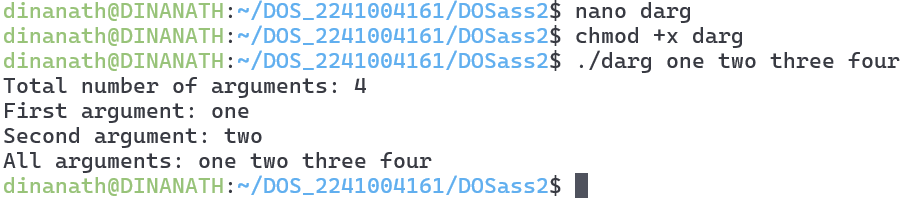 dinanath@DINANATH:~/DOS_2241004161/DOSass2$ nano darg
dinanath@DINANATH:~/DOS_2241004161/DOSass2$ chmod +x darg
dinanath@DINANATH:~/DOS_2241004161/DOSass2$ ./darg one two three four
Total number of arguments: 4
First argument: one
Second argument: two
All arguments: one two three four
dinanath@DINANATH:~/DOS_2241004161/DOSass2$